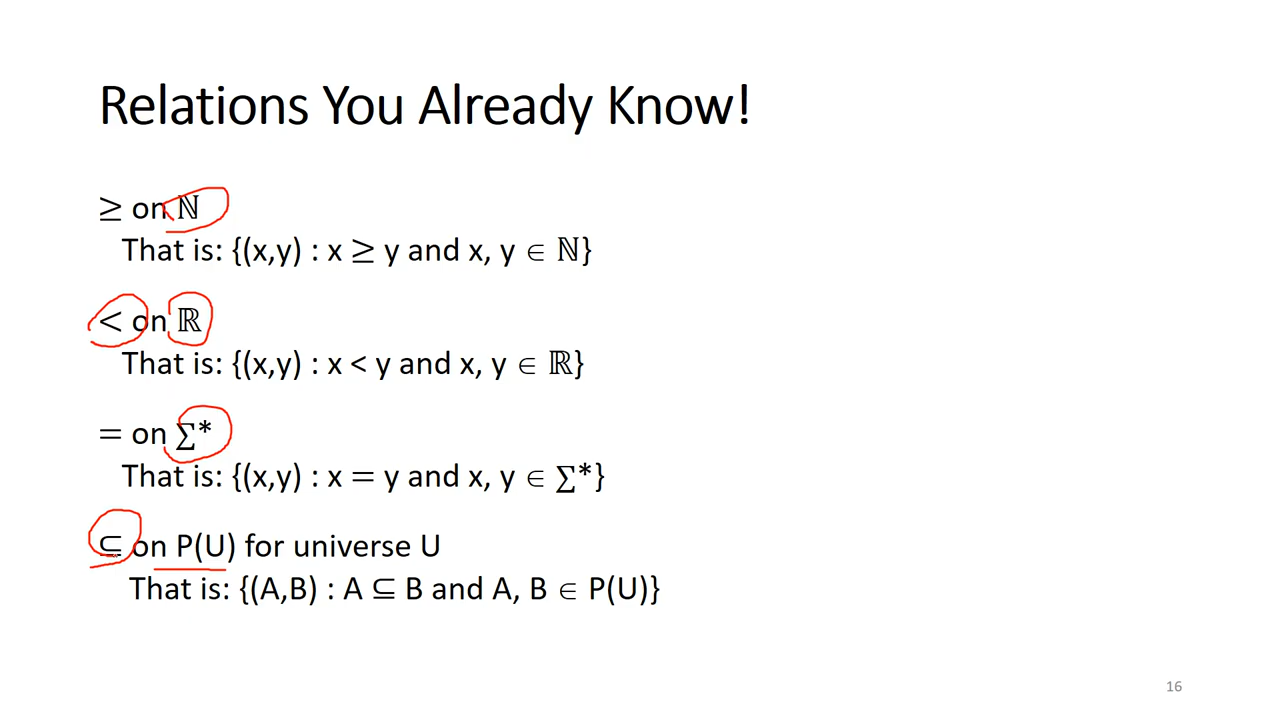 Relations You Already Know!
≥ on ℕ
That is: {(x,y) : x ≥ y and x, y ∈ ℕ}
< on ℝ
That is: {(x,y) : x < y and x, y ∈ ℝ}
= on ∑*
That is: {(x,y) : x = y and x, y ∈ ∑*}
⊆ on P(U) for universe U
That is: {(A,B) : A ⊆ B and A, B ∈ P(U)}
16